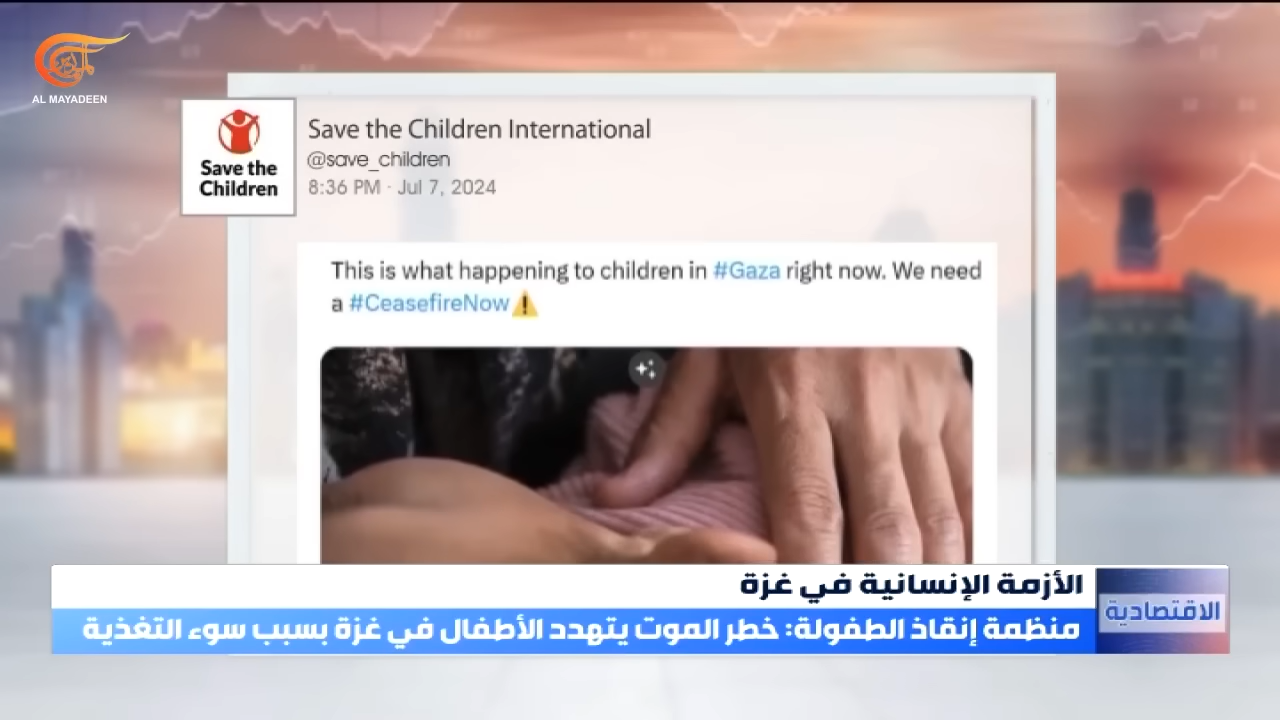 AL MAYADEEN
Save the
Children
Save the Children International
@save_children
8:36 PM · Jul 7, 2024
This is what happening to children in #Gaza right now. We need
a #CeasefireNow⚠️
الأزمة الإنسانية في غزة
الاقتصادية
منظمة إنقاذ الطفولة: خطر الموت يتهدد الأطفال في غزة بسبب سوء التغذية